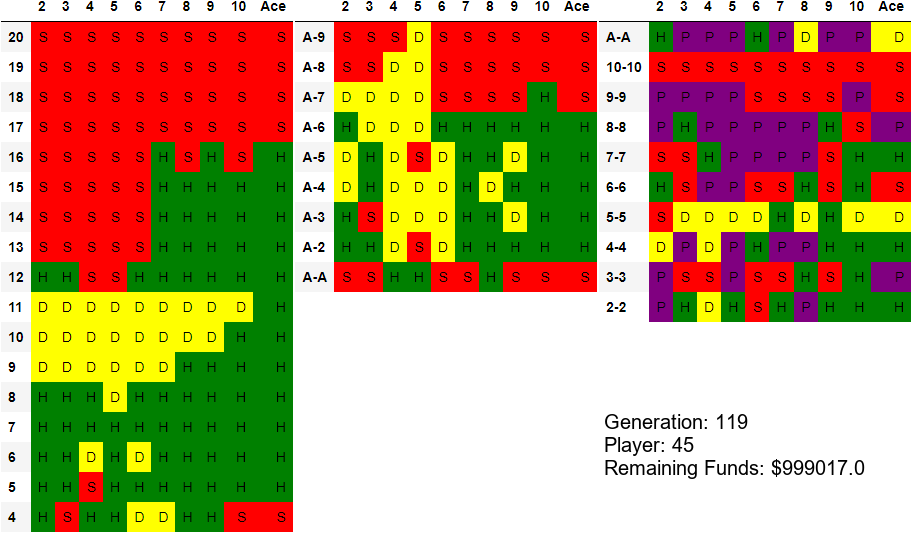 2 3 4 5 6 7 8 9 10 Ace
20 S S S S S S S S S S
19 S S S S S S S S S S
18 S S S S S S S S S S
17 S S S S S S S S S S
16 S S S S S H S H S H
15 S S S S S H H H H H
14 S S S S S H H H H H
13 S S S S S H H H H H
12 H H S S H H H H H H
11 D D D D D D D D D H
10 D D D D D D D D H H
9 D D D D D D H H H H
8 H H H D H H H H H H
7 H H H H H H H H H H
6 H H D H D H H H H H
5 H H S H H H H H H H
4 H S H H D D H H S S
2 3 4 5 6 7 8 9 10 Ace
A-9 S S S D S S S S S S
A-8 S S D D S S S S S S
A-7 D D D D S S S S H S
A-6 H D D D H H H H H H
A-5 D H D S D H H D H H
A-4 D H D D D H D H H H
A-3 H S D D D H H D H H
A-2 H H D S D H H H H H
A-A S S H H S S H S S S
2 3 4 5 6 7 8 9 10 Ace
A-A H P P P H P D P P D
10-10 S S S S S S S S S S
9-9 P P P P S S S S P S
8-8 P H P P P P P H S P
7-7 S S H P P P P S H H
6-6 H S P P S S H S H S
5-5 S D D D D H D H D D
4-4 D P D P H P P H H H
3-3 P S S P S S H S H P
2-2 P H D H S H P H H H
Generation: 119
Player: 45
Remaining Funds: $999017.0